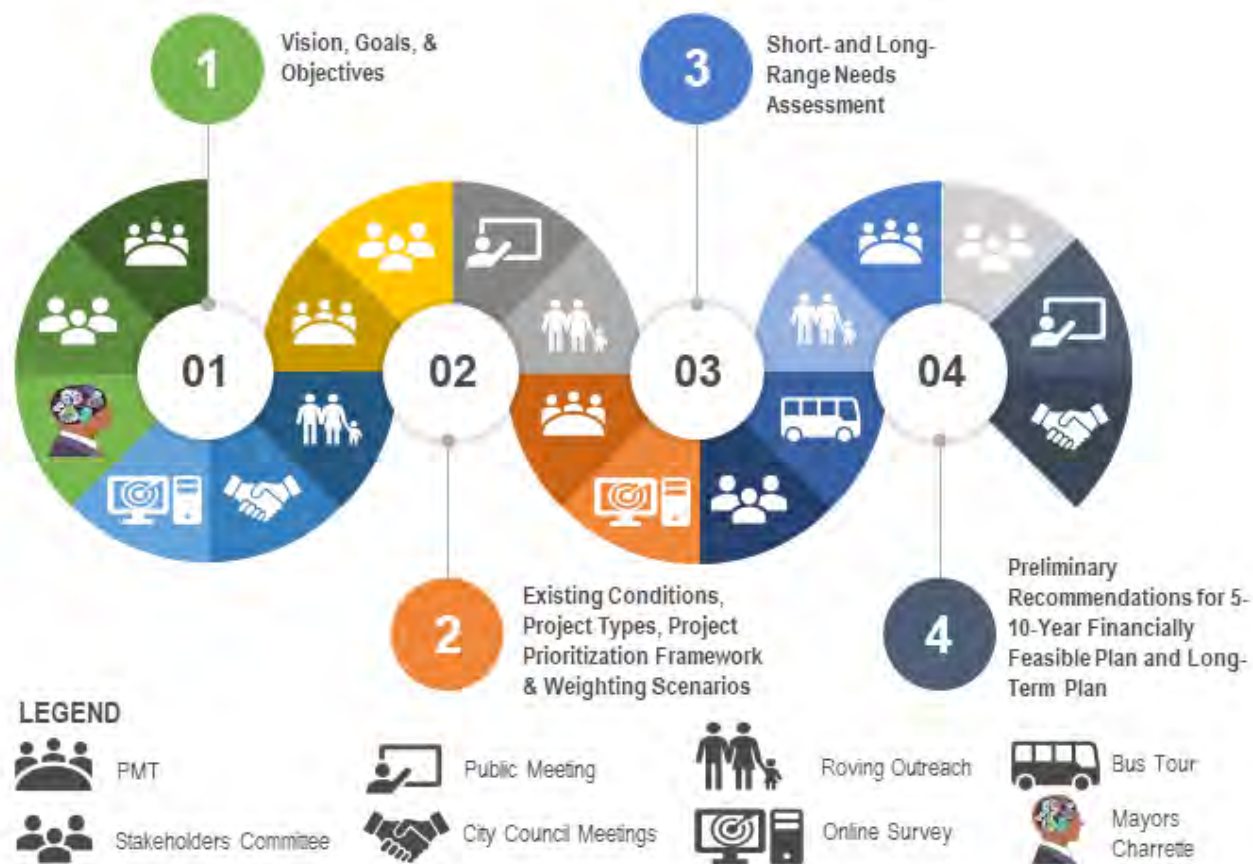 1
Vision, Goals, &
Objectives
3
Short- and Long-
Range Needs
Assessment
01
02
03
04
2
Existing Conditions,
Project Types, Project
Prioritization Framework
& Weighting Scenarios
4
Preliminary
Recommendations for 5-
10-Year Financially
Feasible Plan and Long-
Term Plan
LEGEND
PMT
Public Meeting
Roving Outreach
Bus Tour
Stakeholders Committee
City Council Meetings
Online Survey
Mayors
Charrette